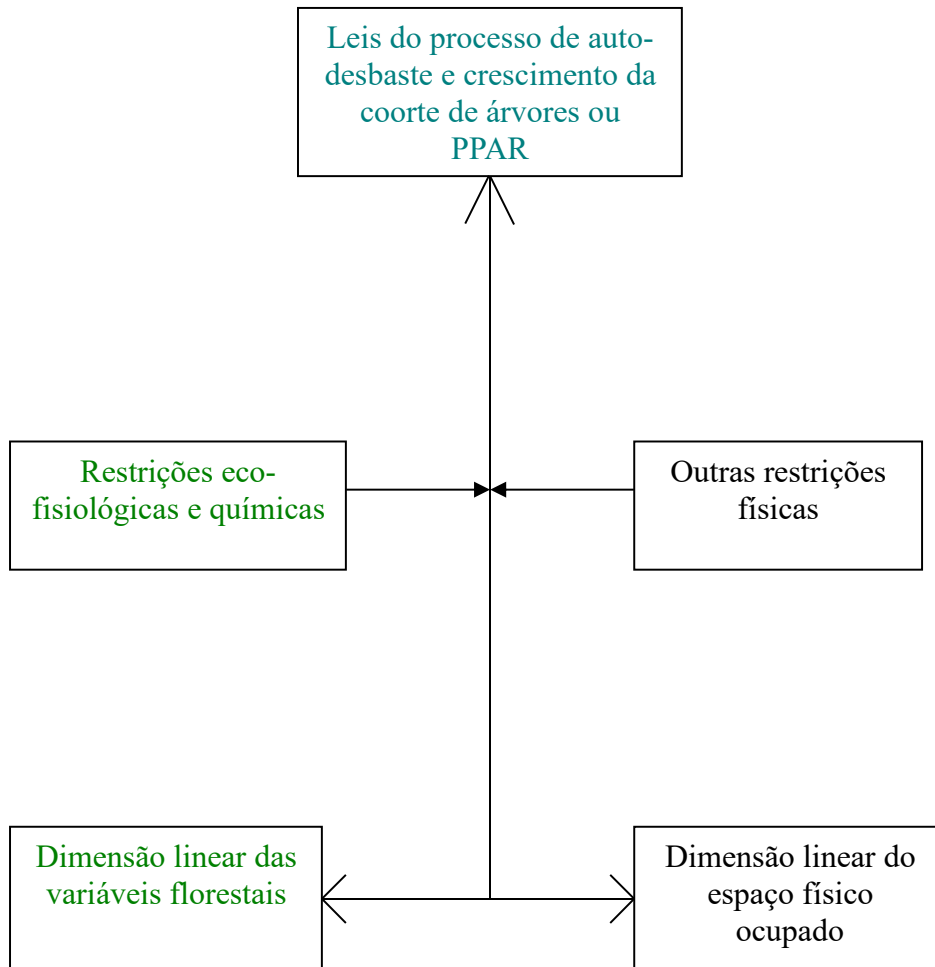 Leis do processo de auto-
desbaste e crescimento da
coorte de árvores ou
PPAR
Restrições eco-
fisiológicas e químicas
Outras restrições
físicas
Dimensão linear das
variáveis florestais
Dimensão linear do
espaço físico
ocupado